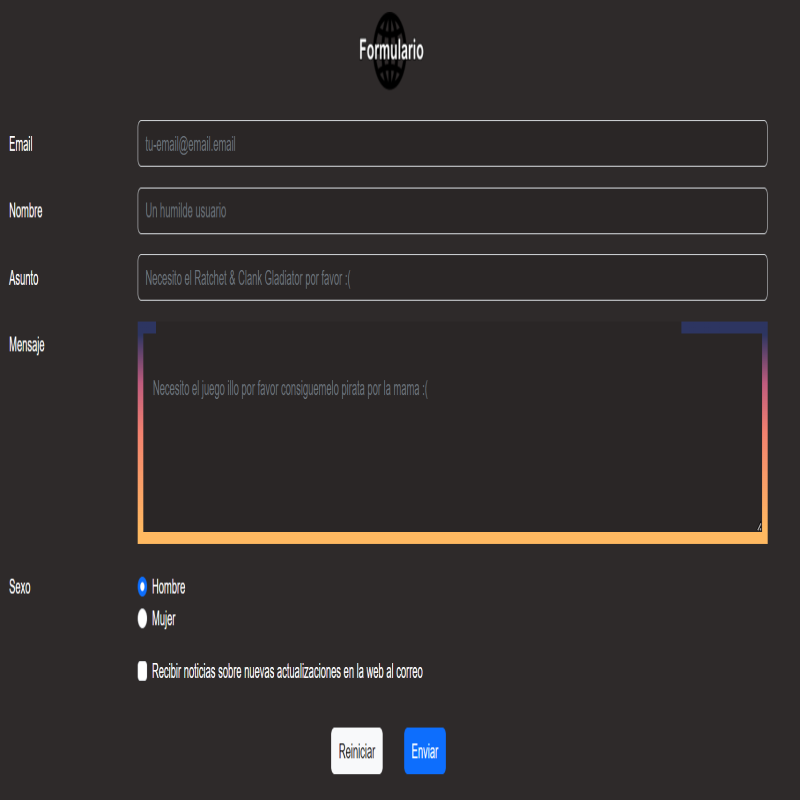 Formulario
Email
tu-email@email.email
Nombre
Un humilde usuario
Asunto
Necesito el Ratchet & Clank Gladiator por favor :(
Mensaje
Necesito el juego illo por favor consiguemelo pirata por la mama :(
Sexo
Hombre
Mujer
Recibir noticias sobre nuevas actualizaciones en la web al correo
Reiniciar
Enviar